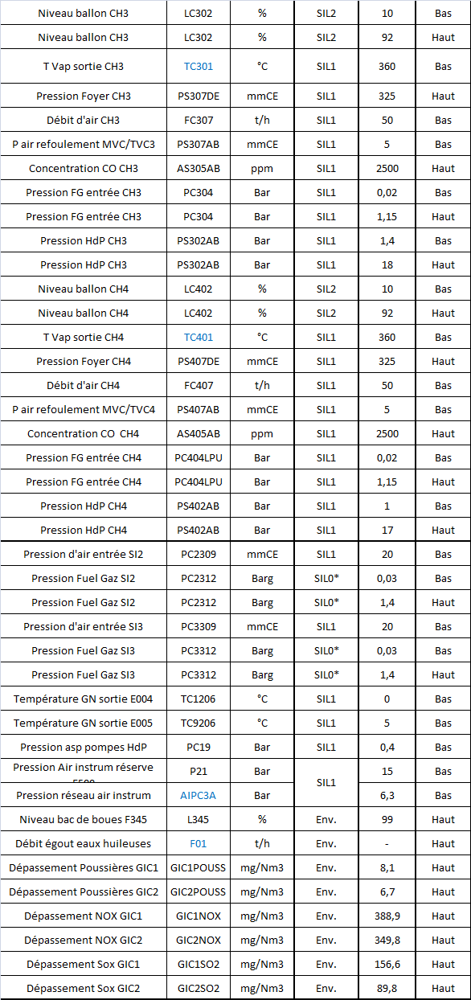 Niveau ballon CH3 LC302 % SIL2 10 Bas
Niveau ballon CH3 LC302 % SIL2 92 Haut
T Vap sortie CH3 TC301 °C SIL1 360 Bas
Pression Foyer CH3 PS307DE mmCE SIL1 325 Haut
Débit d'air CH3 FC307 t/h SIL1 50 Bas
P air refoulement MVC/TVC3 PS307AB mmCE SIL1 5 Bas
Concentration CO CH3 AS305AB ppm SIL1 2500 Haut
Pression FG entrée CH3 PC304 Bar SIL1 0,02 Bas
Pression FG entrée CH3 PC304 Bar SIL1 1,15 Haut
Pression HdP CH3 PS302AB Bar SIL1 1,4 Bas
Pression HdP CH3 PS302AB Bar SIL1 18 Haut
Niveau ballon CH4 LC402 % SIL2 10 Bas
Niveau ballon CH4 LC402 % SIL2 92 Haut
T Vap sortie CH4 TC401 °C SIL1 360 Bas
Pression Foyer CH4 PS407DE mmCE SIL1 325 Haut
Débit d'air CH4 FC407 t/h SIL1 50 Bas
P air refoulement MVC/TVC4 PS407AB mmCE SIL1 5 Bas
Concentration CO CH4 AS405AB ppm SIL1 2500 Haut
Pression FG entrée CH4 PC404LPU Bar SIL1 0,02 Bas
Pression FG entrée CH4 PC404LPU Bar SIL1 1,15 Haut
Pression HdP CH4 PS402AB Bar SIL1 1 Bas
Pression HdP CH4 PS402AB Bar SIL1 17 Haut
Pression d'air entrée SI2 PC2309 mmCE SIL1 20 Bas
Pression Fuel Gaz SI2 PC2312 Barg SIL0* 0,03 Bas
Pression Fuel Gaz SI2 PC2312 Barg SIL0* 1,4 Haut
Pression d'air entrée SI3 PC3309 mmCE SIL1 20 Bas
Pression Fuel Gaz SI3 PC3312 Barg SIL0* 0,03 Bas
Pression Fuel Gaz SI3 PC3312 Barg SIL0* 1,4 Haut
Température GN sortie E004 TC1206 °C SIL1 0 Bas
Température GN sortie E005 TC9206 °C SIL1 5 Bas
Pression asp pompes HdP PC19 Bar SIL1 0,4 Bas
Pression Air instrum réserve P21 Bar SIL1 15 Bas
Pression réseau air instrum AIPC3A Bar 6,3 Bas
Niveau bac de boues F345 L345 % Env. 99 Haut
Débit égout eaux huileuses F01 t/h Env. - Haut
Dépassement Poussières GIC1 GIC1POUSS mg/Nm3 Env. 8,1 Haut
Dépassement Poussières GIC2 GIC2POUSS mg/Nm3 Env. 6,7 Haut
Dépassement NOX GIC1 GIC1NOX mg/Nm3 Env. 388,9 Haut
Dépassement NOX GIC2 GIC2NOX mg/Nm3 Env. 349,8 Haut
Dépassement Sox GIC1 GIC1SO2 mg/Nm3 Env. 156,6 Haut
Dépassement Sox GIC2 GIC2SO2 mg/Nm3 Env. 89,8 Haut